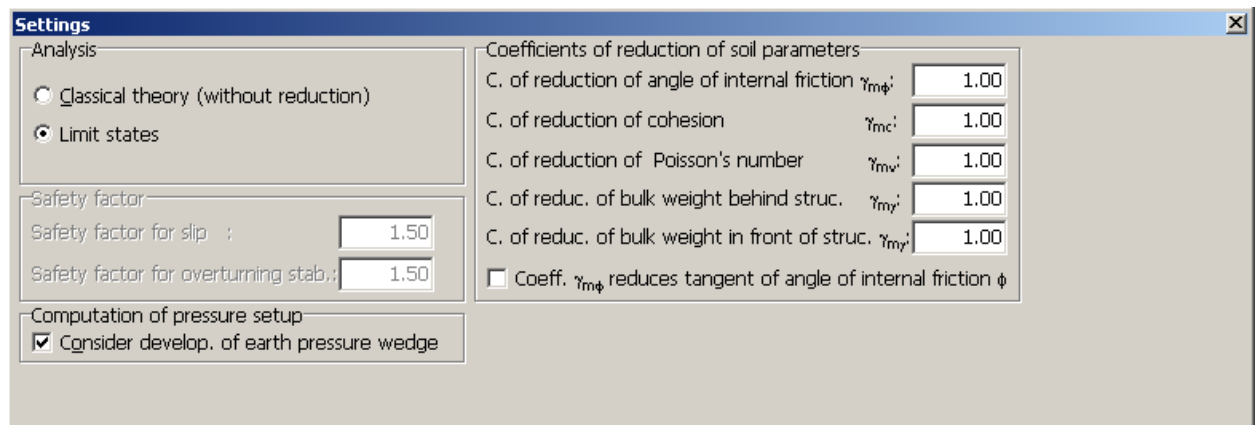 Settings
Analysis
Classical theory (without reduction)
Limit states
Safety factor
Safety factor for slip :
1.50
Safety factor for overturning stab.:
1.50
Computation of pressure setup
Consider develop. of earth pressure wedge
Coefficients of reduction of soil parameters
C. of reduction of angle of internal friction γmϕ: 1.00
C. of reduction of cohesion γmc: 1.00
C. of reduction of Poisson's number γmν: 1.00
C. of reduc. of bulk weight behind struc. γmγ: 1.00
C. of reduc. of bulk weight in front of struc. γmγ: 1.00
Coeff. γmϕ reduces tangent of angle of internal friction ϕ